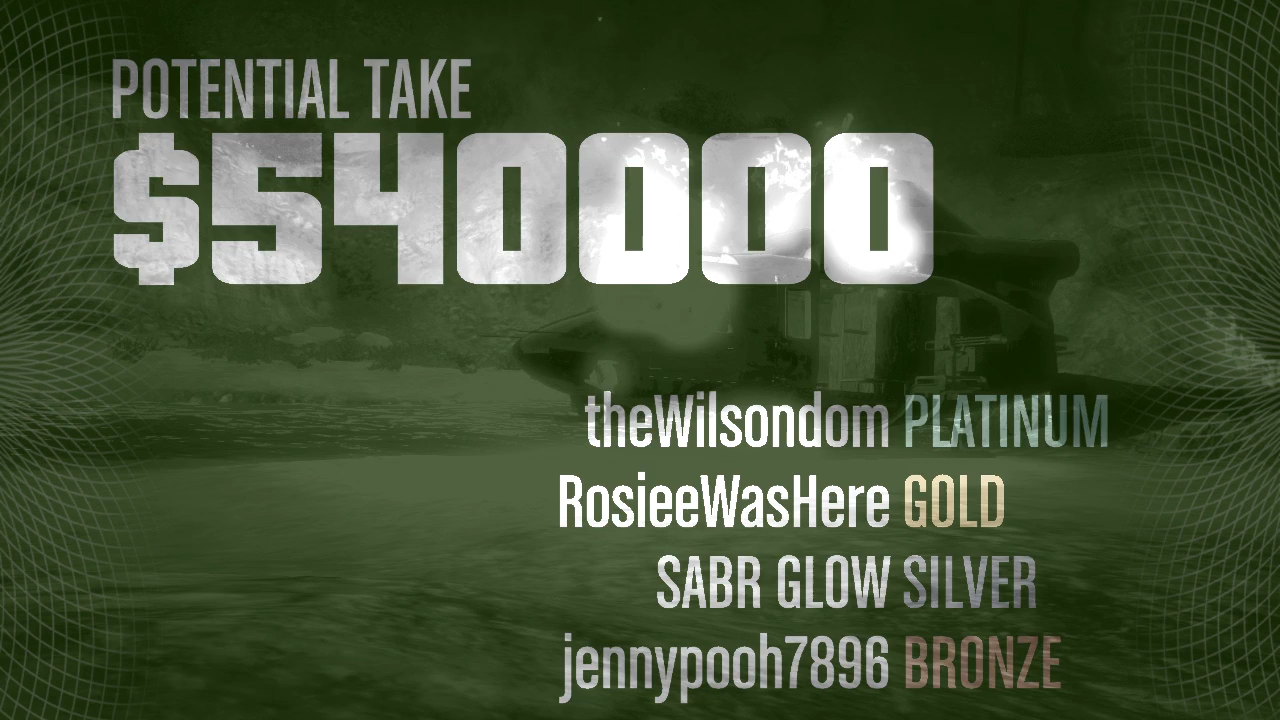 POTENTIAL TAKE
$540000
theWilsondom PLATINUM
RosieeWasHere GOLD
SABR GLOW SILVER
jennypooh7896 BRONZE